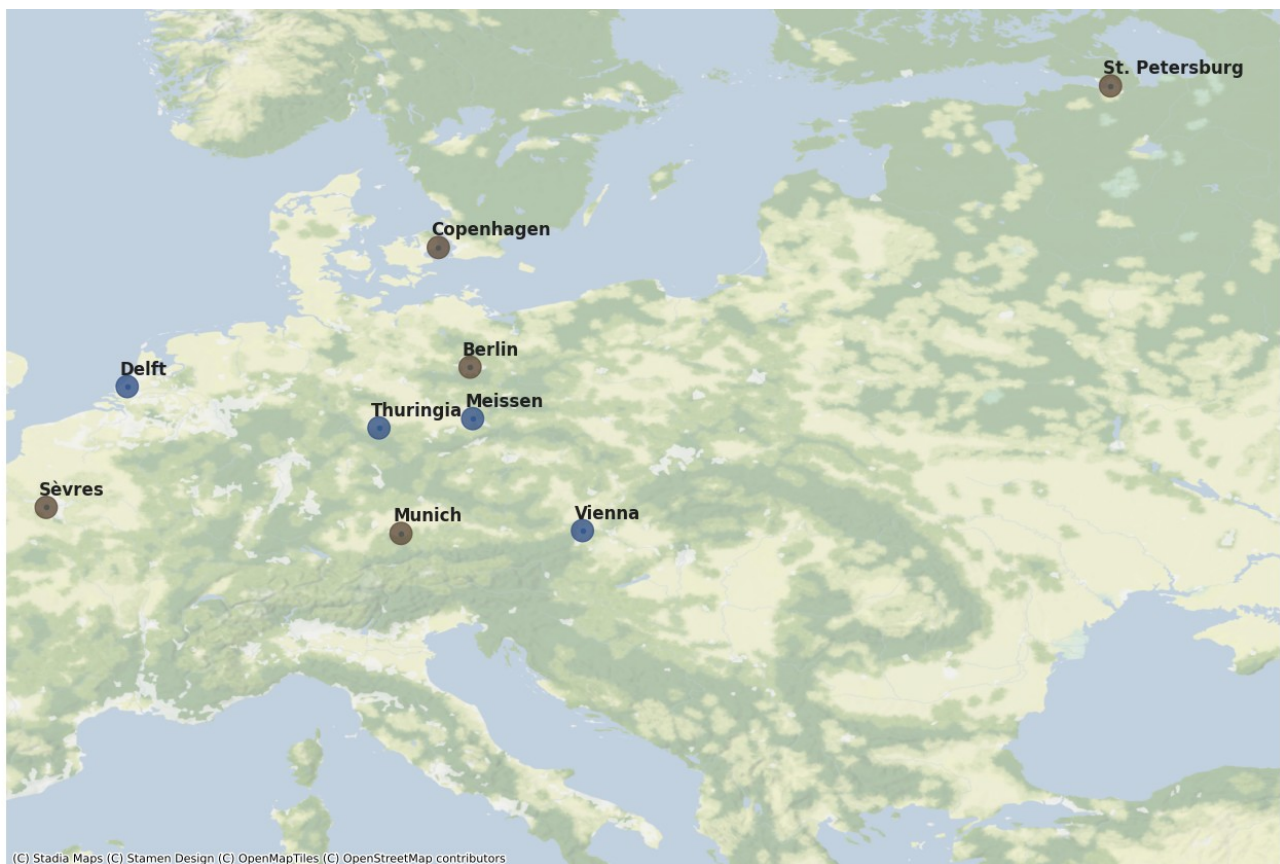 St. Petersburg
Copenhagen
Berlin
Delft
Meissen
Thuringia
Sèvres
Vienna
Munich
(C) Stadia Maps (C) Stamen Design (C) OpenMapTiles (C) OpenStreetMap contributors